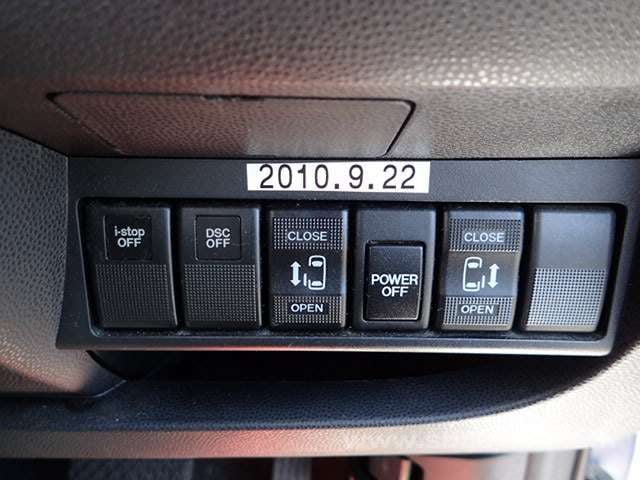 2010.9.22
i-stop
OFF
DSC
OFF
CLOSE
OPEN
POWER
OFF
CLOSE
OPEN